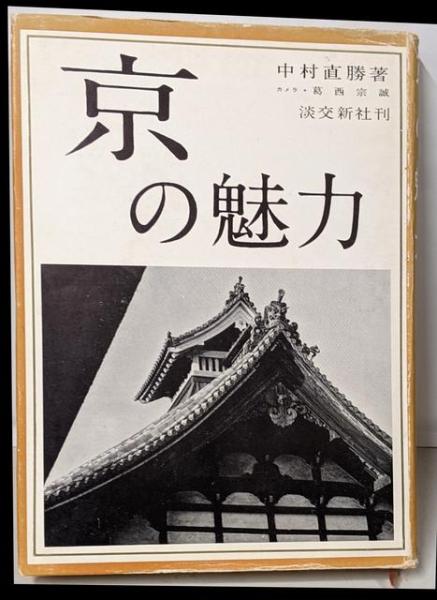 京の魅力
中村直勝著
カメラ・葛西宗誠
淡交新社刊